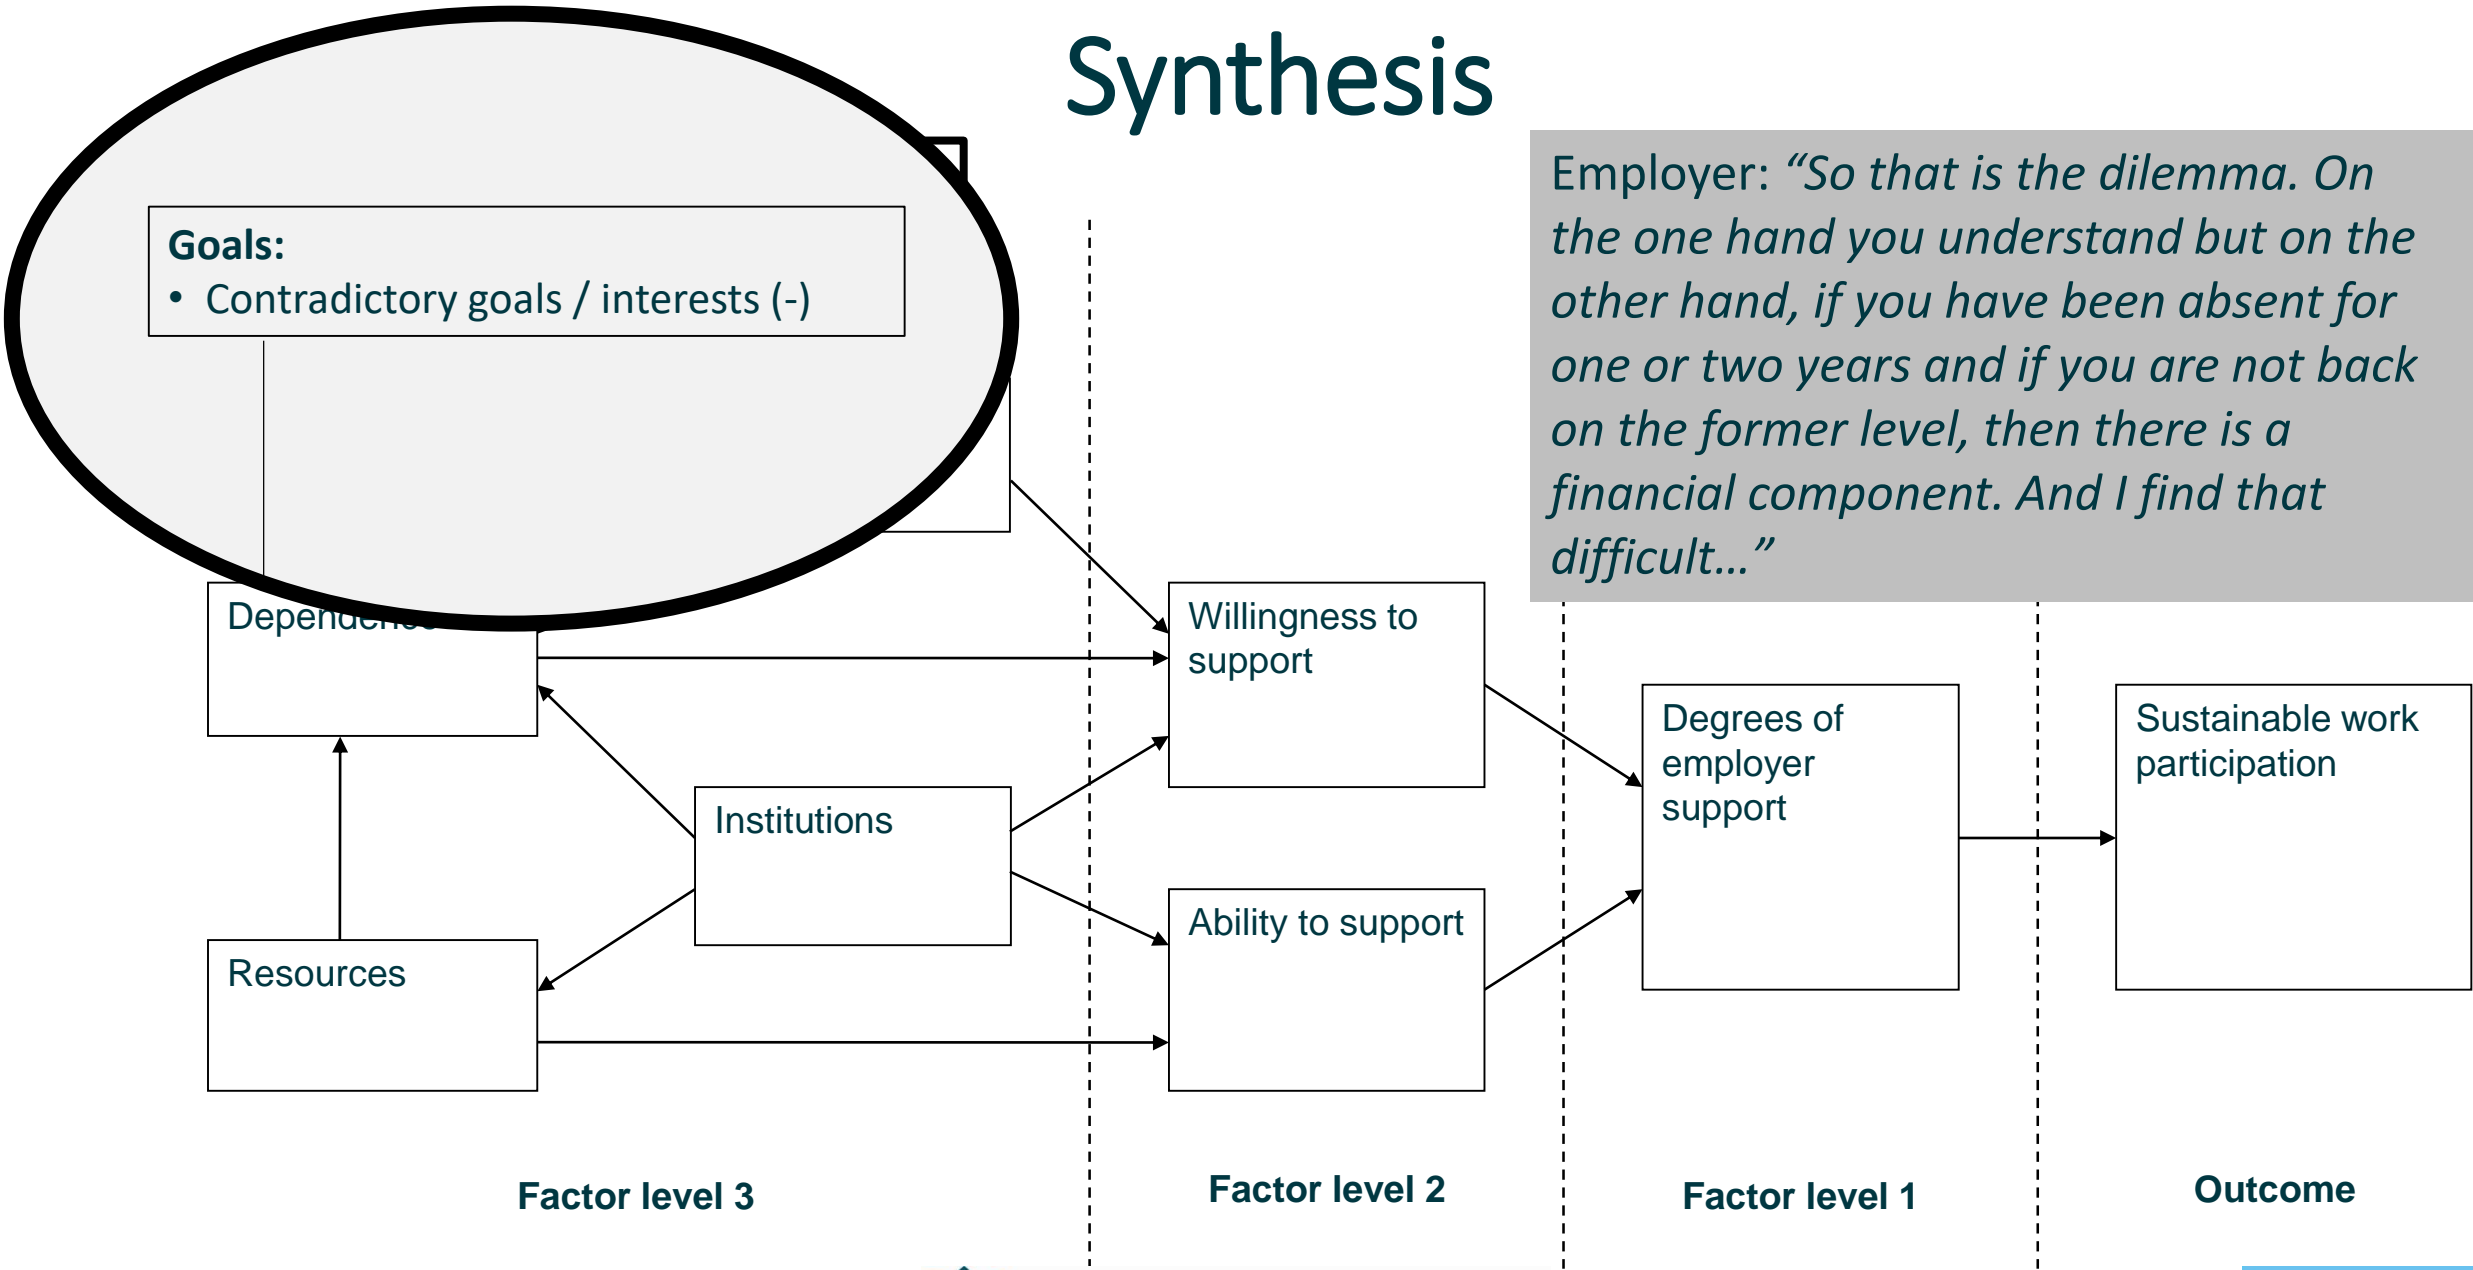 Synthesis
Goals:
• Contradictory goals / interests (-)
Employer: “So that is the dilemma. On
the one hand you understand but on the
other hand, if you have been absent for
one or two years and if you are not back
on the former level, then there is a
financial component. And I find that
difficult…”
Willingness to
support
Degrees of
employer
support
Sustainable work
participation
Institutions
Ability to support
Resources
Factor level 3
Factor level 2
Factor level 1
Outcome